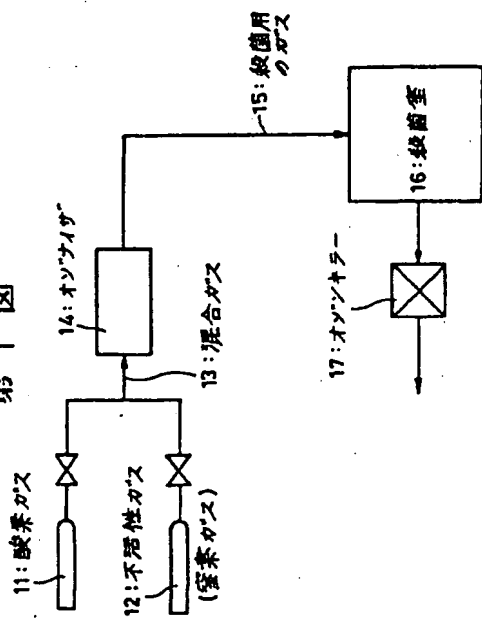 第1図
11:酸素ガス
12:不活性ガス
(窒素ガス)
13:混合ガス
14:オゾナイザ
15:殺菌用
のガス
16:殺菌室
17:オゾンキラー